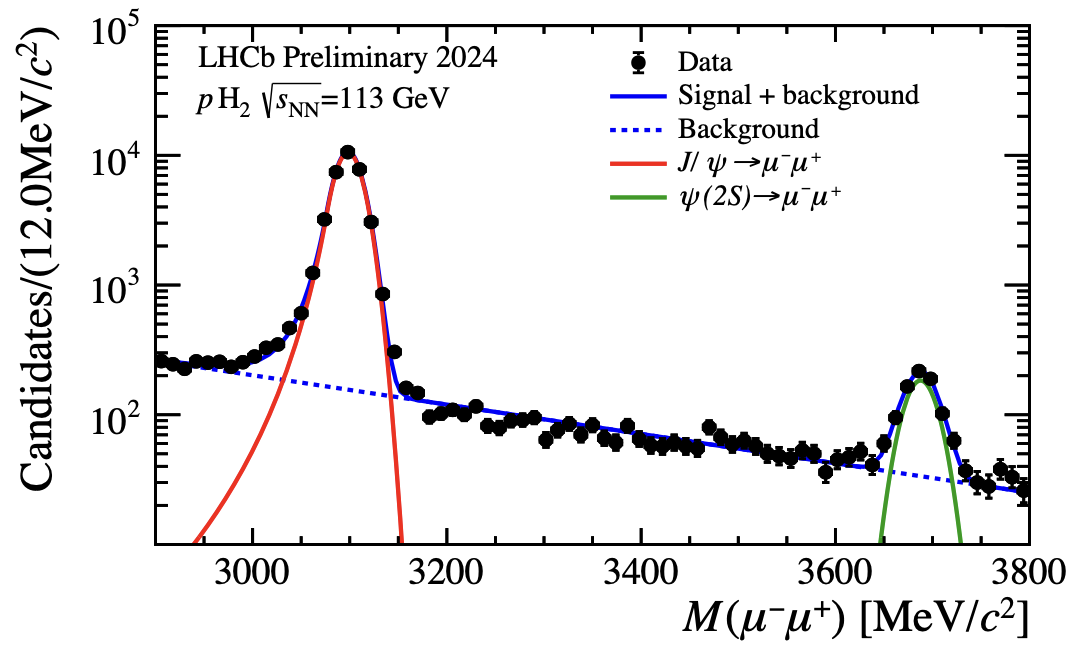 10⁵
10⁴
10³
10²
Candidates/(12.0MeV/c²)
LHCb Preliminary 2024
p H₂ √sNN=113 GeV
Data
Signal + background
Background
J/ ψ →μ⁻μ⁺
ψ(2S)→μ⁻μ⁺
3000 3200 3400 3600 3800
M(μ⁻μ⁺) [MeV/c²]